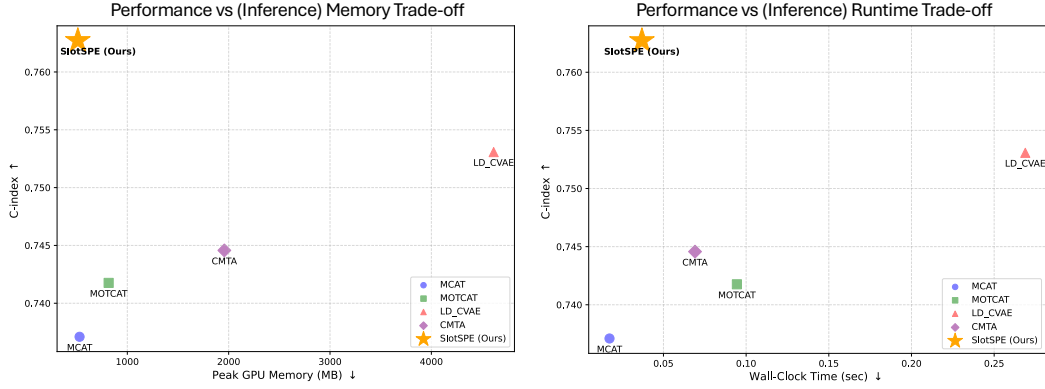 Performance vs (Inference) Memory Trade-off
C-index ↑
0.760
0.755
0.750
0.745
0.740
SlotSPE (Ours)
LD_CVAE
CMTA
MOTCAT
MCAT
MCAT
MOTCAT
LD_CVAE
CMTA
SlotSPE (Ours)
1000
2000
3000
4000
Peak GPU Memory (MB) ↓
Performance vs (Inference) Runtime Trade-off
C-index ↑
0.760
0.755
0.750
0.745
0.740
SlotSPE (Ours)
LD_CVAE
CMTA
MOTCAT
MCAT
MCAT
MOTCAT
LD_CVAE
CMTA
SlotSPE (Ours)
0.05
0.10
0.15
0.20
0.25
Wall-Clock Time (sec) ↓